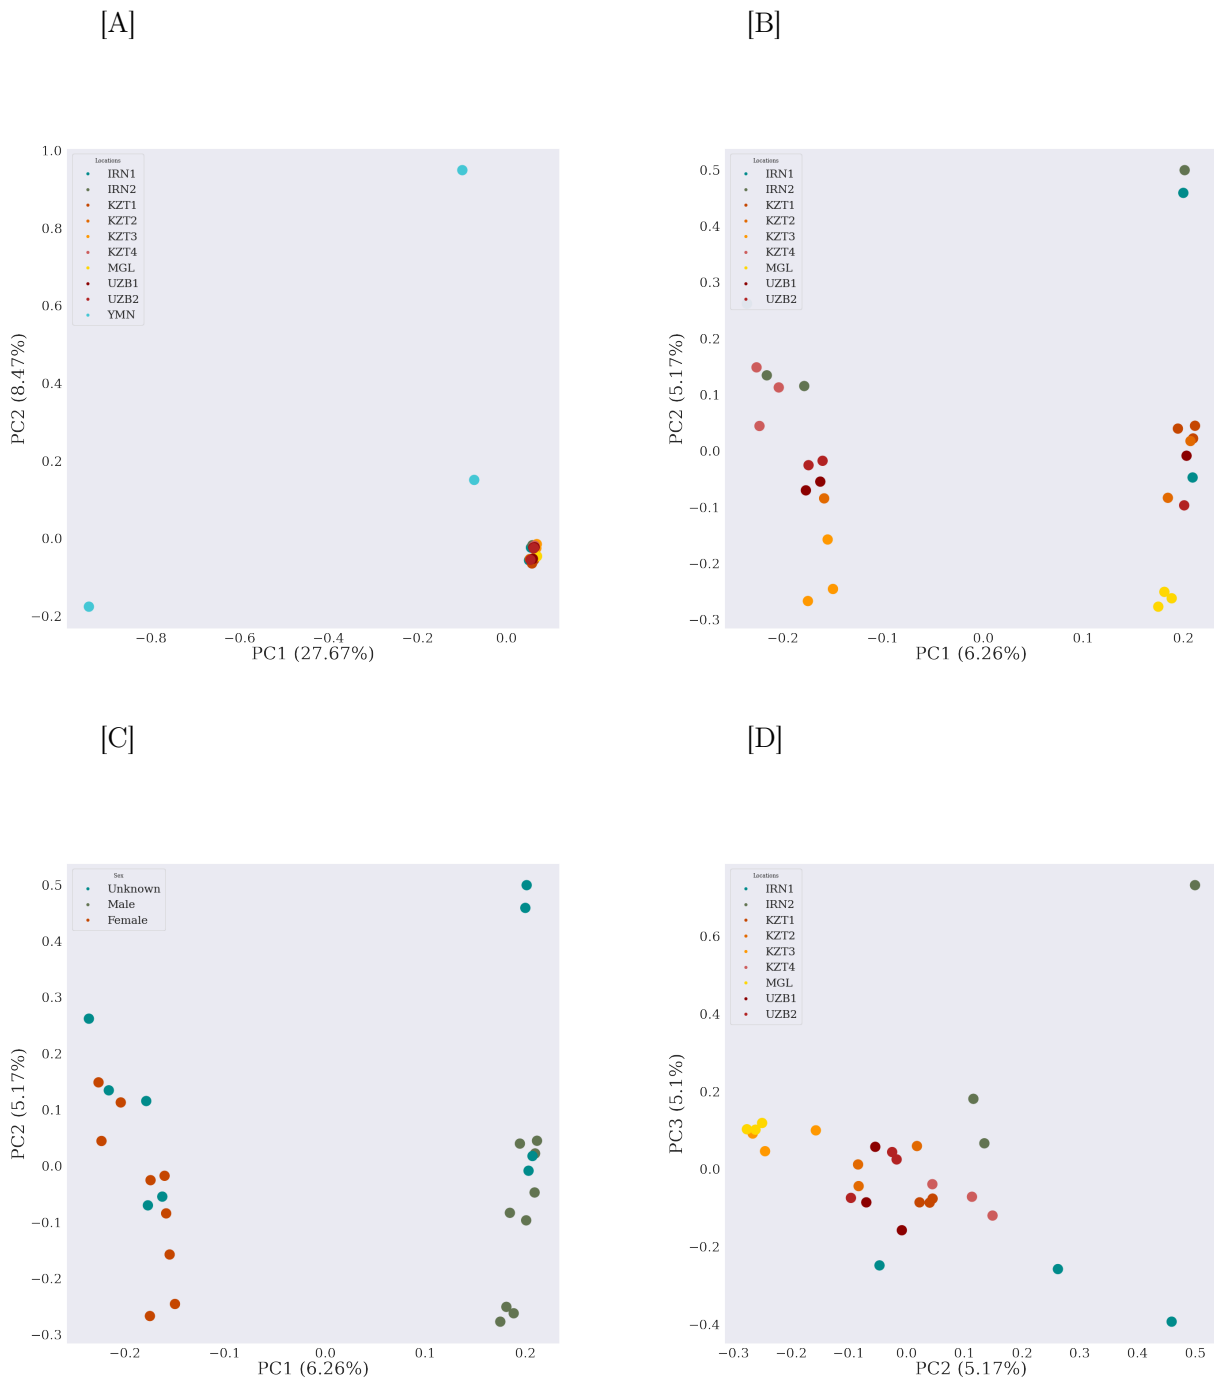 [A]
[B]
1.0
0.8
0.6
0.4
0.2
0.0
−0.2
PC2 (8.47%)
Locations
IRN1
IRN2
KZT1
KZT2
KZT3
KZT4
MGL
UZB1
UZB2
YMN
−0.8
−0.6
−0.4
−0.2
0.0
PC1 (27.67%)
0.5
0.4
0.3
0.2
0.1
0.0
−0.1
−0.2
−0.3
PC2 (5.17%)
Locations
IRN1
IRN2
KZT1
KZT2
KZT3
KZT4
MGL
UZB1
UZB2
−0.2
−0.1
0.0
0.1
0.2
PC1 (6.26%)
[C]
[D]
0.5
0.4
0.3
0.2
0.1
0.0
−0.1
−0.2
−0.3
PC2 (5.17%)
Sex
Unknown
Male
Female
−0.2
−0.1
0.0
0.1
0.2
PC1 (6.26%)
0.6
0.4
0.2
0.0
−0.2
−0.4
PC3 (5.1%)
Locations
IRN1
IRN2
KZT1
KZT2
KZT3
KZT4
MGL
UZB1
UZB2
−0.3
−0.2
−0.1
0.0
0.1
0.2
0.3
0.4
0.5
PC2 (5.17%)